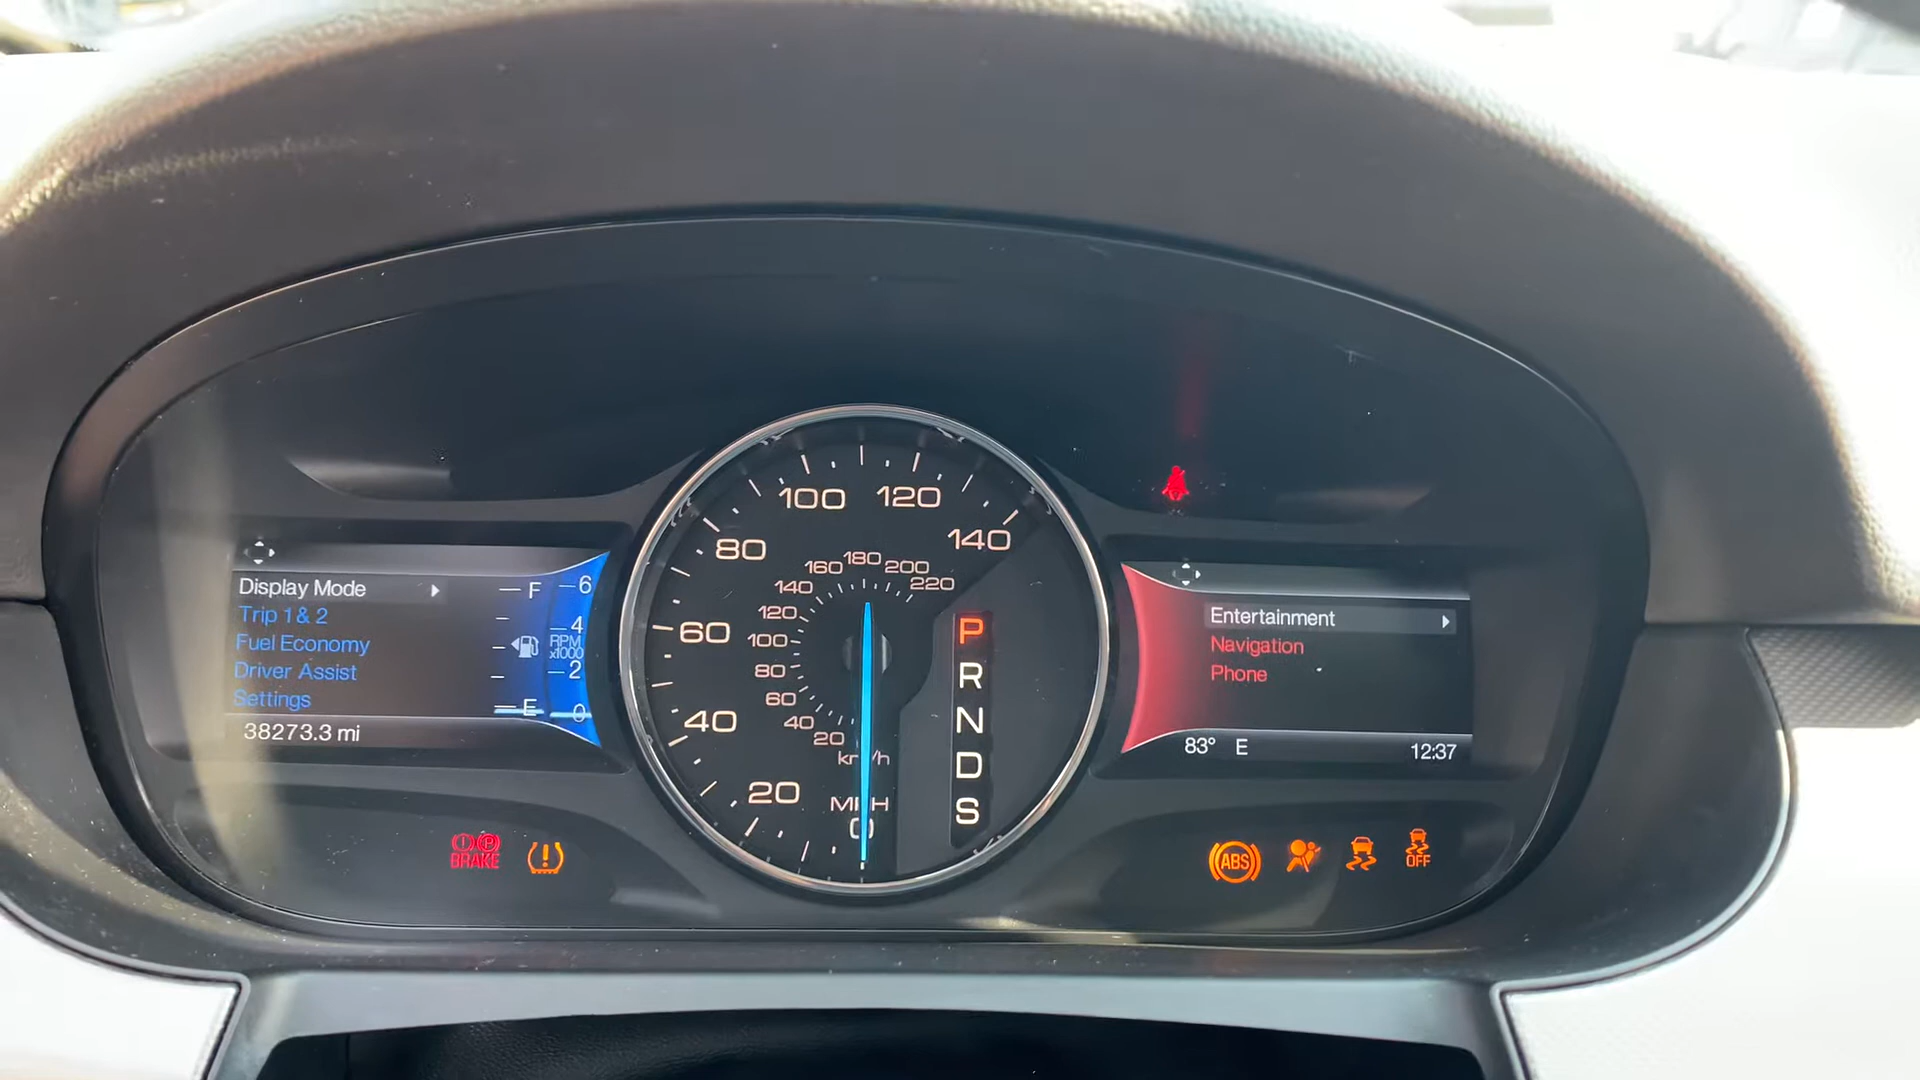 100 120
80 140
60
40
20
MPH
0
180
160 200
140 220
120
100
80
60
40
20
km/h
Display Mode
Trip 1 & 2
Fuel Economy
Driver Assist
Settings
38273.3 mi
F
E
6
4
RPM
x1000
2
0
P
R
N
D
S
Entertainment
Navigation
Phone
83° E 12:37
P
BRAKE
ABS
OFF